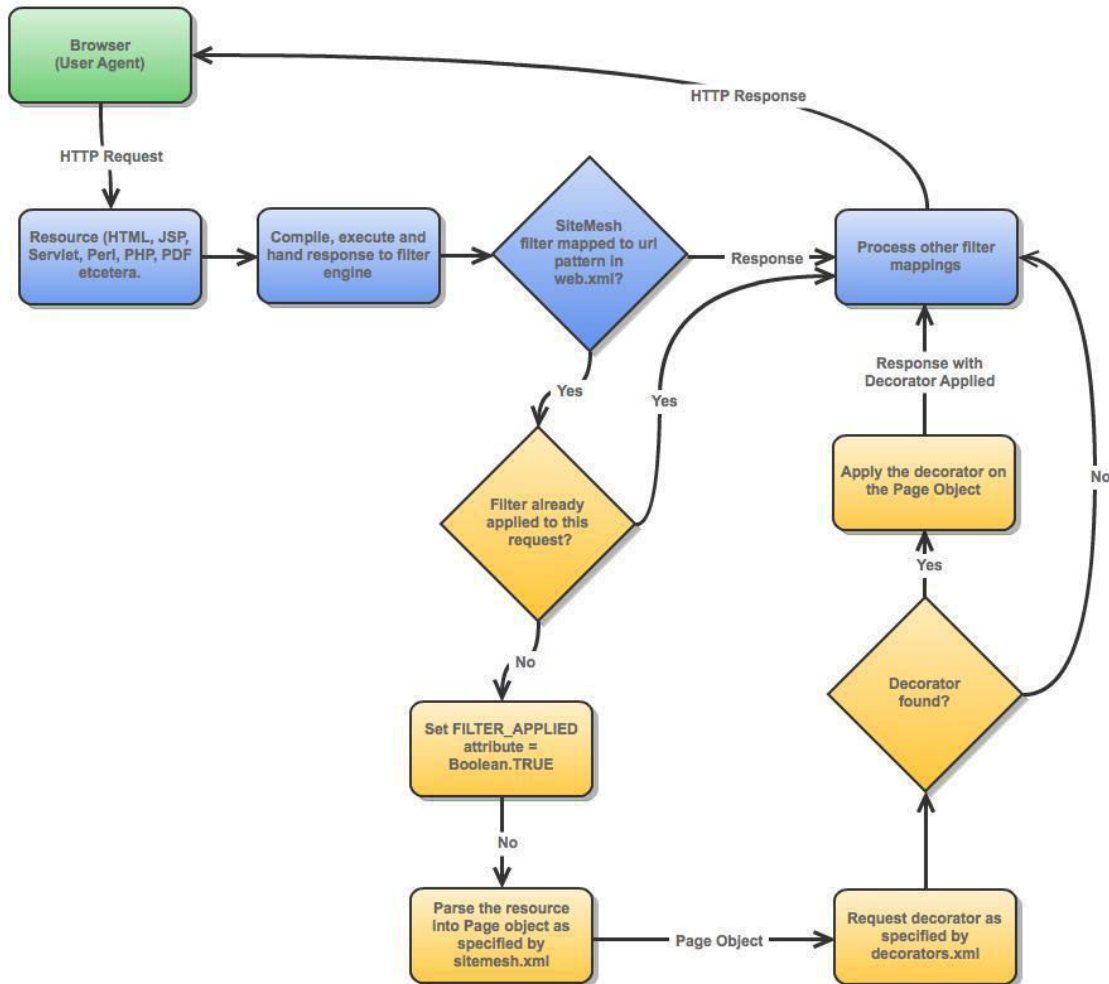 Browser
(User Agent)
HTTP Response
HTTP Request
Resource (HTML, JSP,
Servlet, Perl, PHP, PDF
etcetera.
Compile, execute and
hand response to filter
engine
SiteMesh
filter mapped to url
pattern in
web.xml?
Response
Process other filter
mappings
Yes
Yes
Response with
Decorator Applied
Filter already
applied to this
request?
Apply the decorator on
the Page Object
No
Yes
No
Decorator
found?
Set FILTER_APPLIED
attribute =
Boolean.TRUE
No
Parse the resource
into Page object as
specified by
sitemesh.xml
Page Object
Request decorator as
specified by
decorators.xml